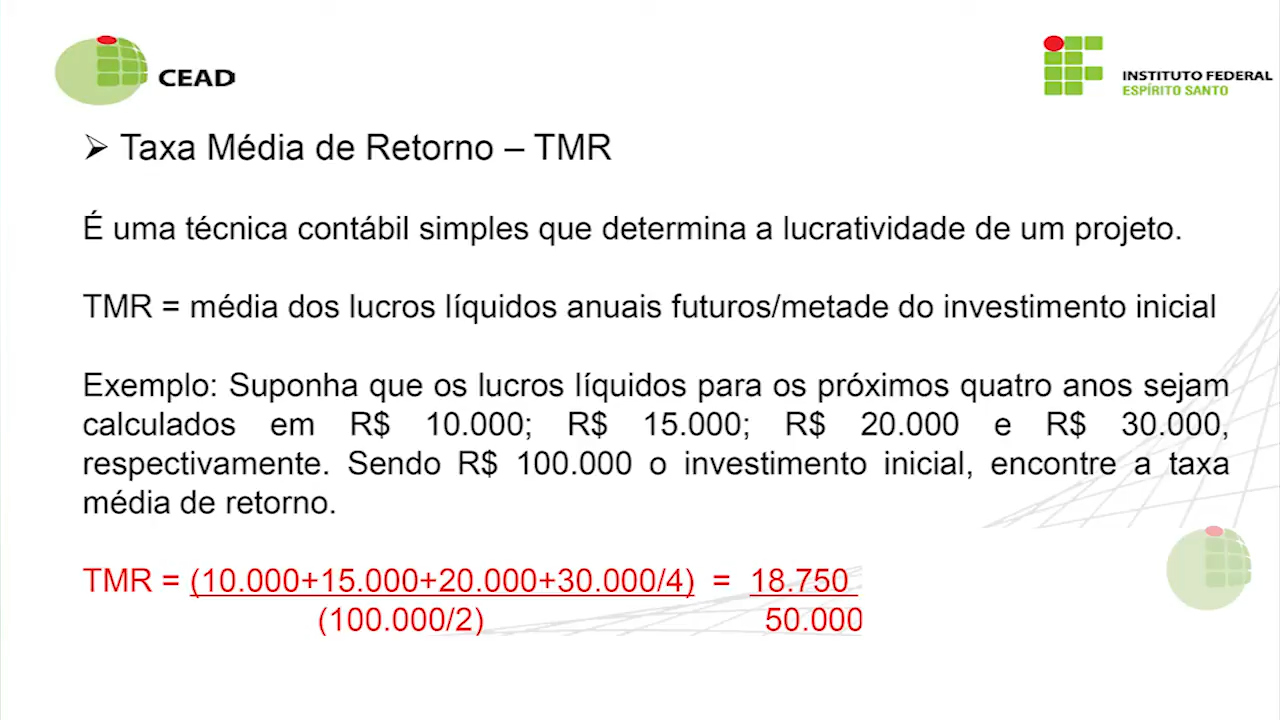 CEAD
INSTITUTO FEDERAL
ESPÍRITO SANTO
➢ Taxa Média de Retorno – TMR
É uma técnica contábil simples que determina a lucratividade de um projeto.
TMR = média dos lucros líquidos anuais futuros/metade do investimento inicial
Exemplo: Suponha que os lucros líquidos para os próximos quatro anos sejam
calculados em R$ 10.000; R$ 15.000; R$ 20.000 e R$ 30.000,
respectivamente. Sendo R$ 100.000 o investimento inicial, encontre a taxa
média de retorno.
TMR = (10.000+15.000+20.000+30.000/4) = 18.750
(100.000/2) 50.000